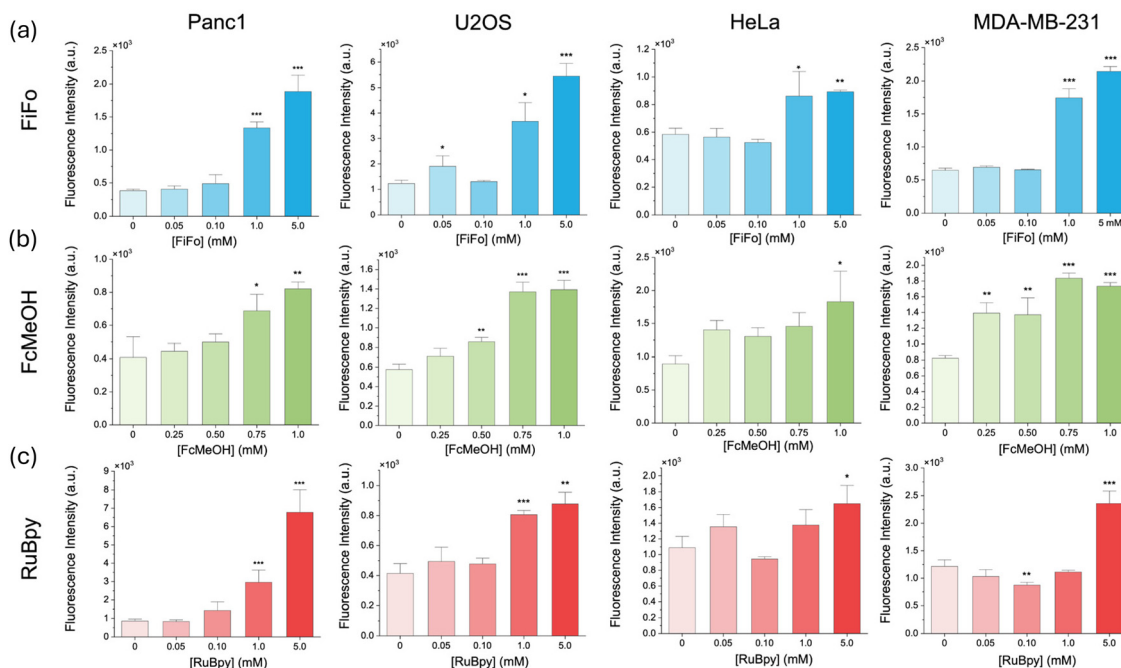 Panc1 U2OS HeLa MDA-MB-231
(a)
FiFo
×10³
Fluorescence Intensity (a.u.)
2.5
2.0
1.5
1.0
0.5
0.0
*** ***
0 0.05 0.10 1.0 5.0
[FiFo] (mM)
×10³
Fluorescence Intensity (a.u.)
6
5
4
3
2
1
0
* * ***
0 0.05 0.10 1.0 5.0
[FiFo] (mM)
×10³
Fluorescence Intensity (a.u.)
1.2
1.0
0.8
0.6
0.4
0.2
0.0
* **
0 0.05 0.10 1.0 5.0
[FiFo] (mM)
×10³
Fluorescence Intensity (a.u.)
2.5
2.0
1.5
1.0
0.5
0.0
*** ***
0 0.05 0.10 1.0 5 mM
[FiFo] (mM)
(b)
FcMeOH
×10³
Fluorescence Intensity (a.u.)
1.0
0.8
0.6
0.4
0.2
0.0
* **
0 0.25 0.50 0.75 1.0
[FcMeOH] (mM)
×10³
Fluorescence Intensity (a.u.)
1.6
1.4
1.2
1.0
0.8
0.6
0.4
0.2
0.0
** *** ***
0 0.25 0.50 0.75 1.0
[FcMeOH] (mM)
×10³
Fluorescence Intensity (a.u.)
2.5
2.0
1.5
1.0
0.5
0.0
*
0 0.25 0.50 0.75 1.0
[FcMeOH] (mM)
×10³
Fluorescence Intensity (a.u.)
2.0
1.8
1.6
1.4
1.2
1.0
0.8
0.6
0.4
0.2
0.0
** ** *** ***
0 0.25 0.50 0.75 1.0
[FcMeOH] (mM)
(c)
RuBpy
×10³
Fluorescence Intensity (a.u.)
9
8
7
6
5
4
3
2
1
0
*** ***
0 0.05 0.10 1.0 5.0
[RuBpy] (mM)
×10³
Fluorescence Intensity (a.u.)
1.0
0.8
0.6
0.4
0.2
0.0
*** **
0 0.05 0.10 1.0 5.0
[RuBpy] (mM)
×10³
Fluorescence Intensity (a.u.)
2.0
1.8
1.6
1.4
1.2
1.0
0.8
0.6
0.4
0.2
0.0
*
0 0.05 0.10 1.0 5.0
[RuBpy] (mM)
×10³
Fluorescence Intensity (a.u.)
3.0
2.5
2.0
1.5
1.0
0.5
0.0
** ***
0 0.05 0.10 1.0 5.0
[RuBpy] (mM)